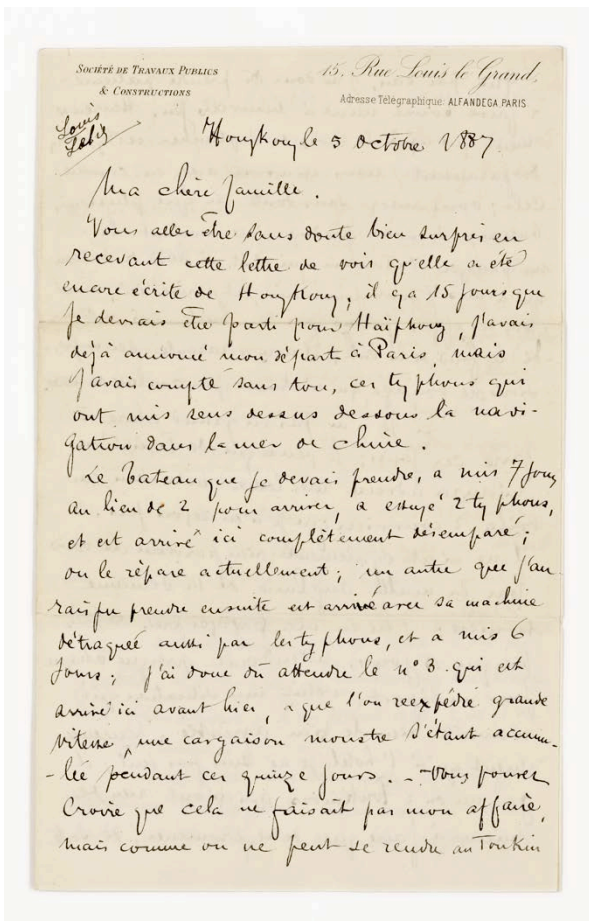 SOCIÉTÉ DE TRAVAUX PUBLICS
& CONSTRUCTIONS
15, Rue Louis le Grand,
Adresse Télégraphique: ALFANDEGA PARIS
Louis
Hongkong le 5 octobre 1887
Ma chère famille.
Vous aller être sans doute bien surpris en
recevant cette lettre de voir qu'elle a été
encore écrite de Hongkong, il y a 15 jours que
je devrais être parti pour Haïphong, j'avais
déjà annoncé mon départ à Paris, mais
j'avais compté sans tou, ces typhons qui
ont mis sens dessus dessous la navi-
gation dans la mer de chine.
Le bateau que je devais prendre, a mis 7 jours
au lieu de 2 pour arriver, a essuyé 2 typhons,
et est arrivé ici complètement désemparé;
on le répare actuellement; un autre que j'au-
rais pu prendre ensuite est arrivé avec sa machine
détraquée aussi par les typhons, et a mis 6
jours; j'ai donc dû attendre le n° 3 qui est
arrivé ici avant hier, que l'on reexpédie grande
vitesse, une cargaison monstre s'étant accumu-
-lée pendant ces quinze jours. - Vous pouvez
Croire que cela ne faisait pas mon affaire,
mais comme on ne peut se rendre au Tonkin